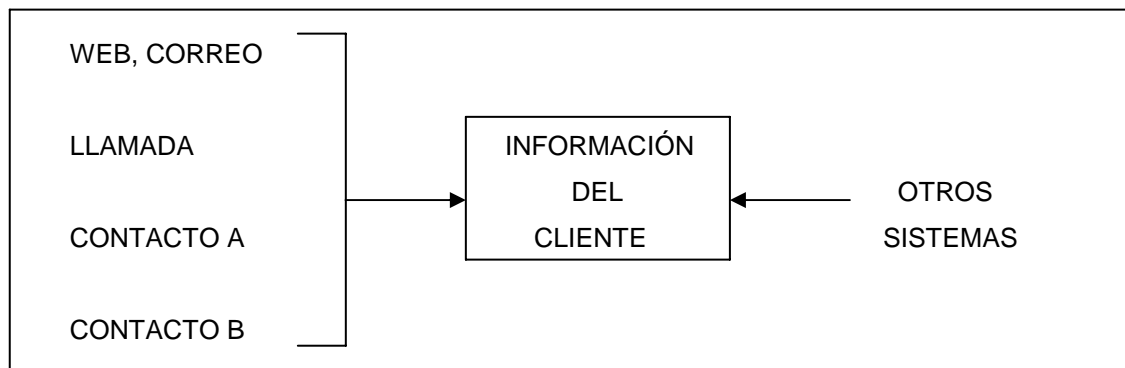 WEB, CORREO
LLAMADA
CONTACTO A
CONTACTO B
INFORMACIÓN
DEL
CLIENTE
OTROS
SISTEMAS